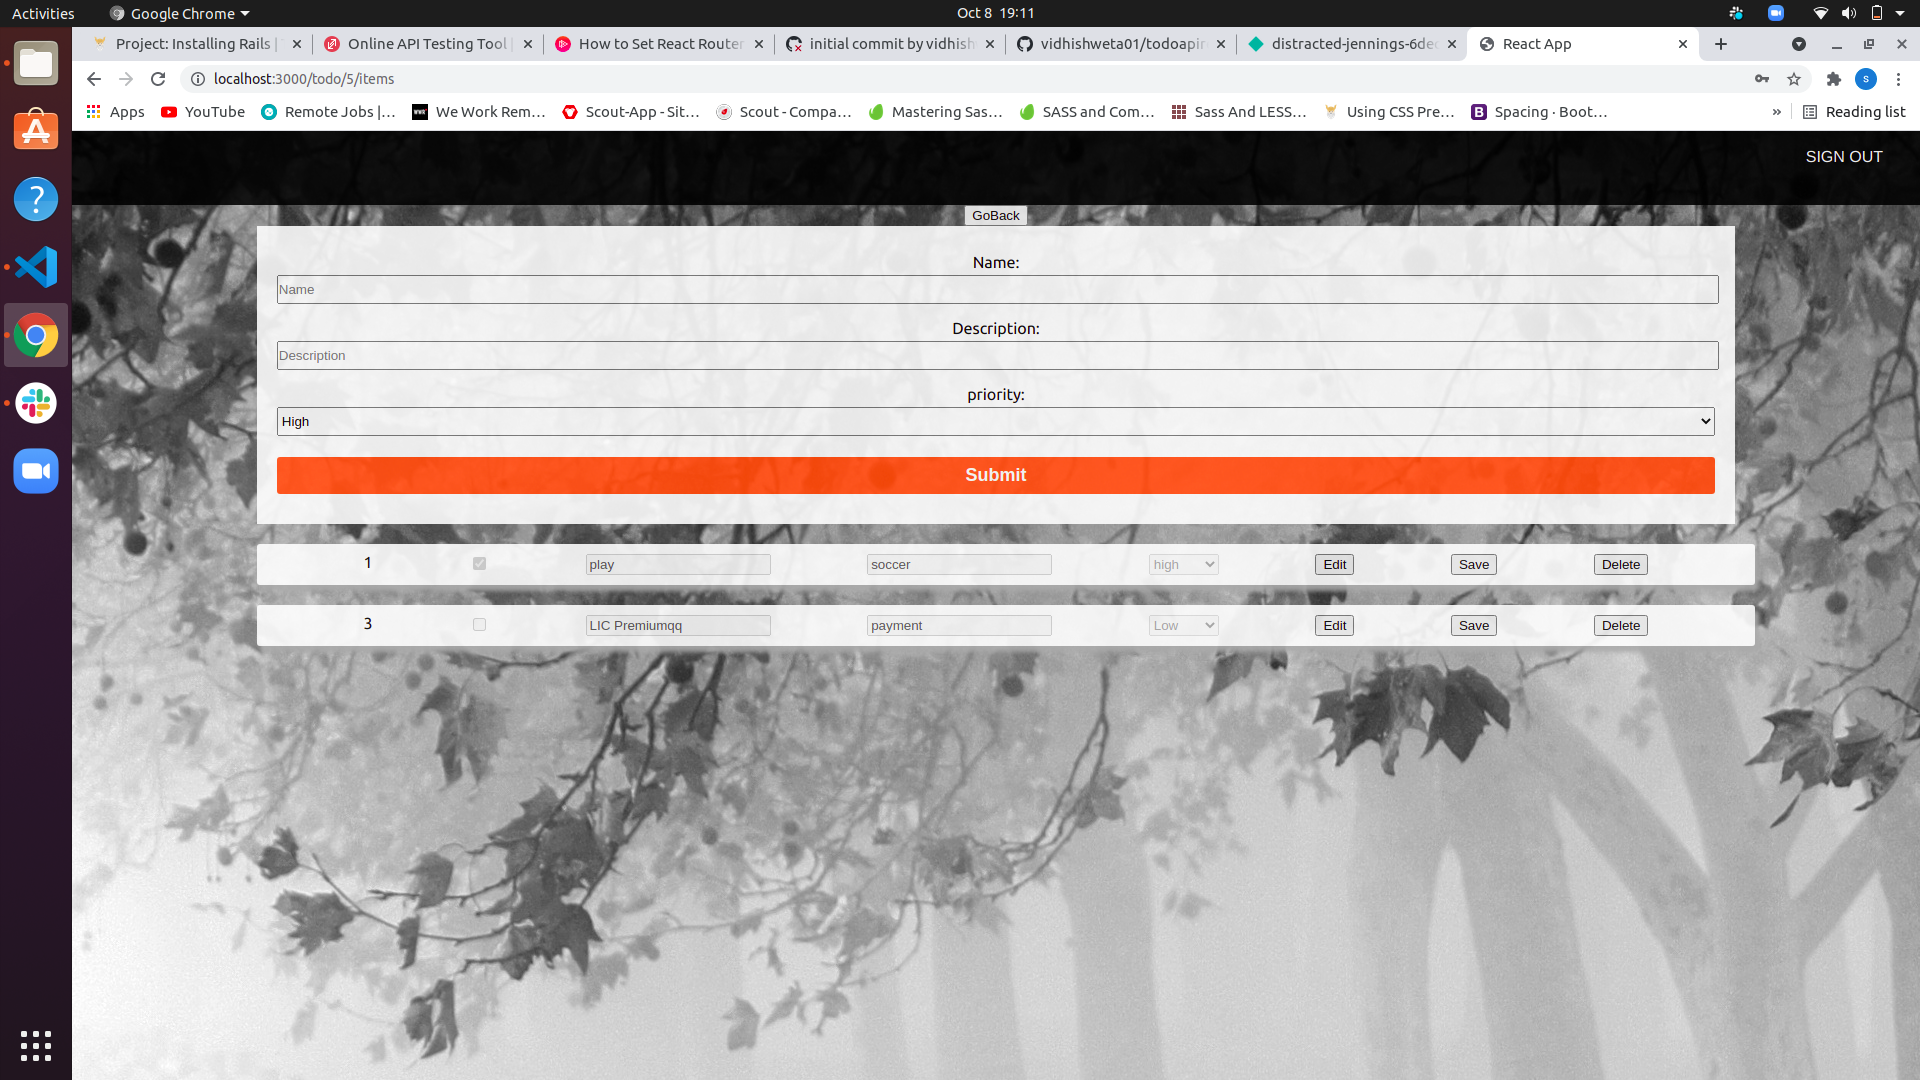 Activities
Google Chrome
Oct 8 19:11
Project: Installing Rails |
Online API Testing Tool |
How to Set React Router
initial commit by vidhish
vidhishweta01/todoapir
distracted-jennings-6dec
React App
localhost:3000/todo/5/items
S
Apps
YouTube
Remote Jobs |…
We Work Rem…
Scout-App - Sit…
Scout - Compa…
Mastering Sas…
SASS and Com…
Sass And LESS…
Using CSS Pre…
Spacing · Boot…
»
Reading list
SIGN OUT
GoBack
Name:
Name
Description:
Description
priority:
High
Submit
1 play soccer high Edit Save Delete
3 LIC Premiumqq payment Low Edit Save Delete